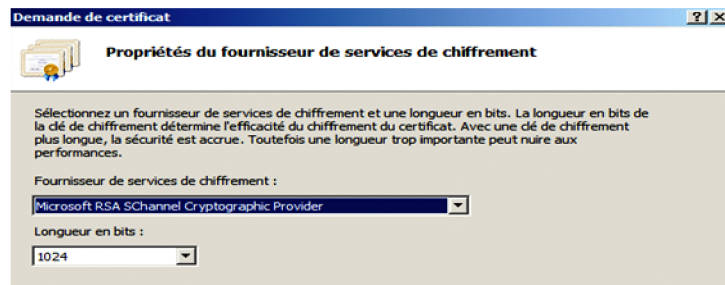 Demande de certificat
Propriétés du fournisseur de services de chiffrement
Sélectionnez un fournisseur de services de chiffrement et une longueur en bits. La longueur en bits de
la clé de chiffrement détermine l'efficacité du chiffrement du certificat. Avec une clé de chiffrement
plus longue, la sécurité est accrue. Toutefois une longueur trop importante peut nuire aux
performances.
Fournisseur de services de chiffrement :
Microsoft RSA SChannel Cryptographic Provider
Longueur en bits :
1024